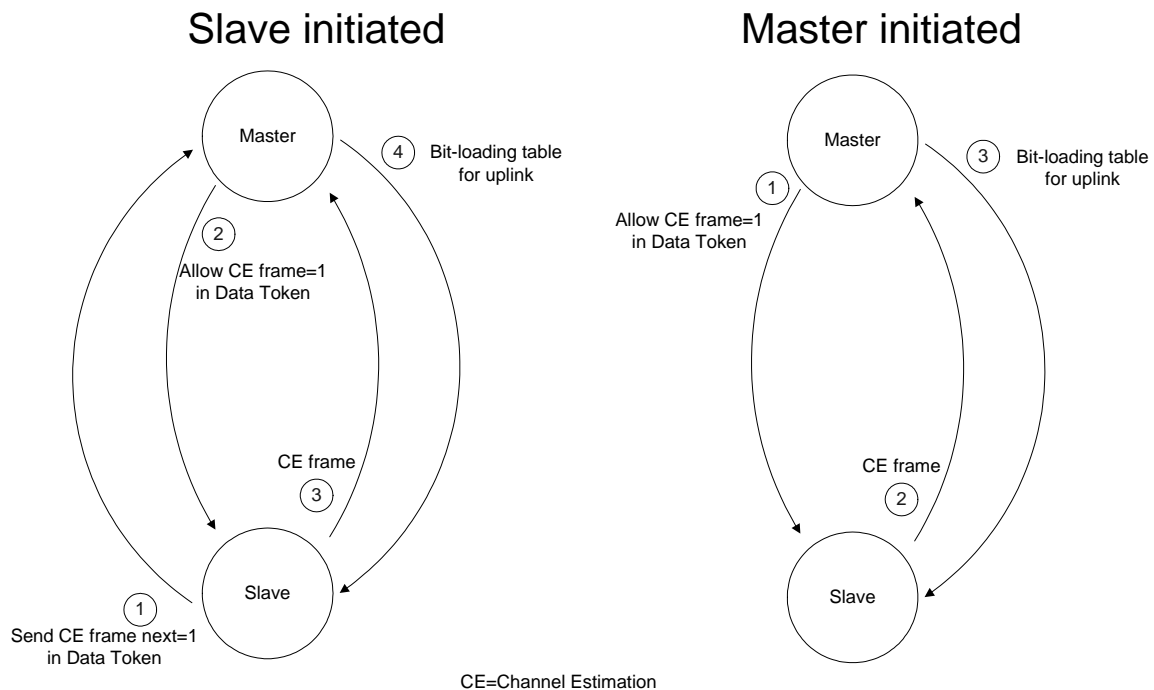 Slave initiated
Master
4
Bit-loading table
for uplink
2
Allow CE frame=1
in Data Token
CE frame
3
Slave
1
Send CE frame next=1
in Data Token
Master initiated
Master
3
Bit-loading table
for uplink
1
Allow CE frame=1
in Data Token
CE frame
2
Slave
CE=Channel Estimation